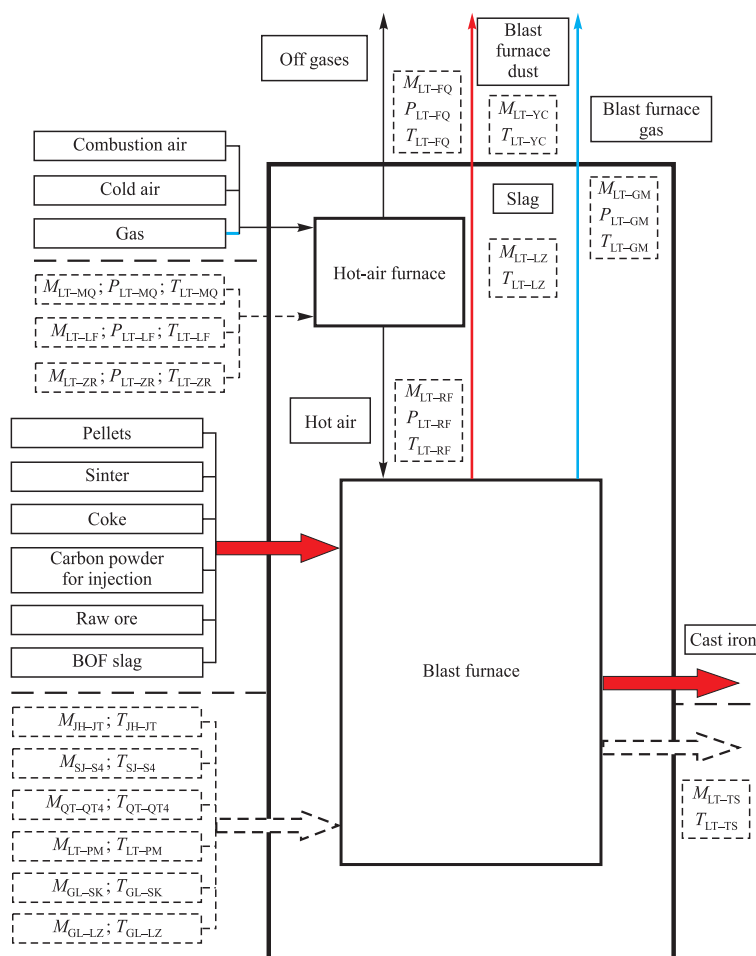 Off gases
M_LT–FQ
P_LT–FQ
T_LT–FQ
Blast
furnace
dust
M_LT–YC
T_LT–YC
Blast furnace
gas
M_LT–GM
P_LT–GM
T_LT–GM
Combustion air
Cold air
Gas
Slag
M_LT–LZ
T_LT–LZ
Hot-air furnace
M_LT–MQ; P_LT–MQ; T_LT–MQ
M_LT–LF; P_LT–LF; T_LT–LF
M_LT–ZR; P_LT–ZR; T_LT–ZR
Hot air
M_LT–RF
P_LT–RF
T_LT–RF
Pellets
Sinter
Coke
Carbon powder
for injection
Raw ore
BOF slag
Blast furnace
Cast iron
M_JH–JT; T_JH–JT
M_SJ–S4; T_SJ–S4
M_QT–QT4; T_QT–QT4
M_LT–PM; T_LT–PM
M_GL–SK; T_GL–SK
M_GL–LZ; T_GL–LZ
M_LT–TS
T_LT–TS